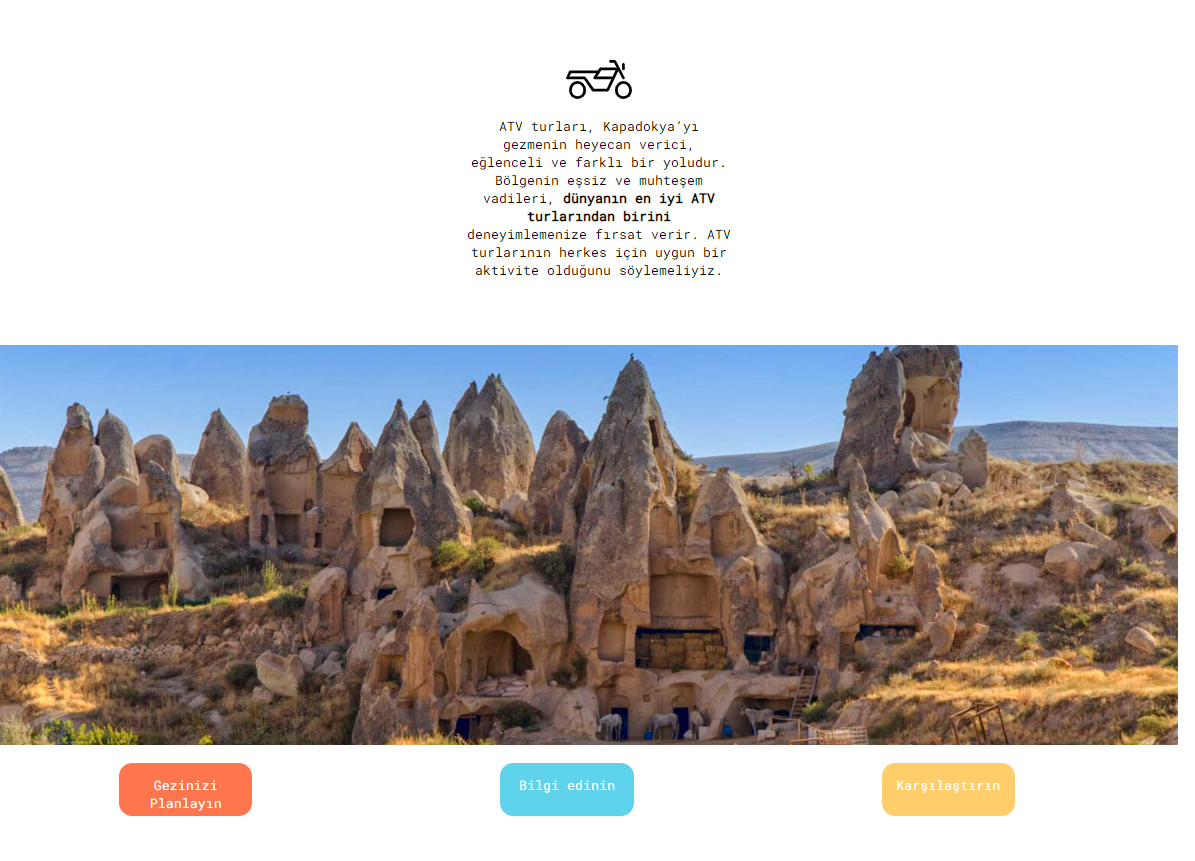 ATV turları, Kapadokya’yı
gezmenin heyecan verici,
eğlenceli ve farklı bir yoludur.
Bölgenin eşsiz ve muhteşem
vadileri, dünyanın en iyi ATV
turlarından birini
deneyimlemenize fırsat verir. ATV
turlarının herkes için uygun bir
aktivite olduğunu söylemeliyiz.
Gezinizi
Planlayın
Bilgi edinin
Karşılaştırın